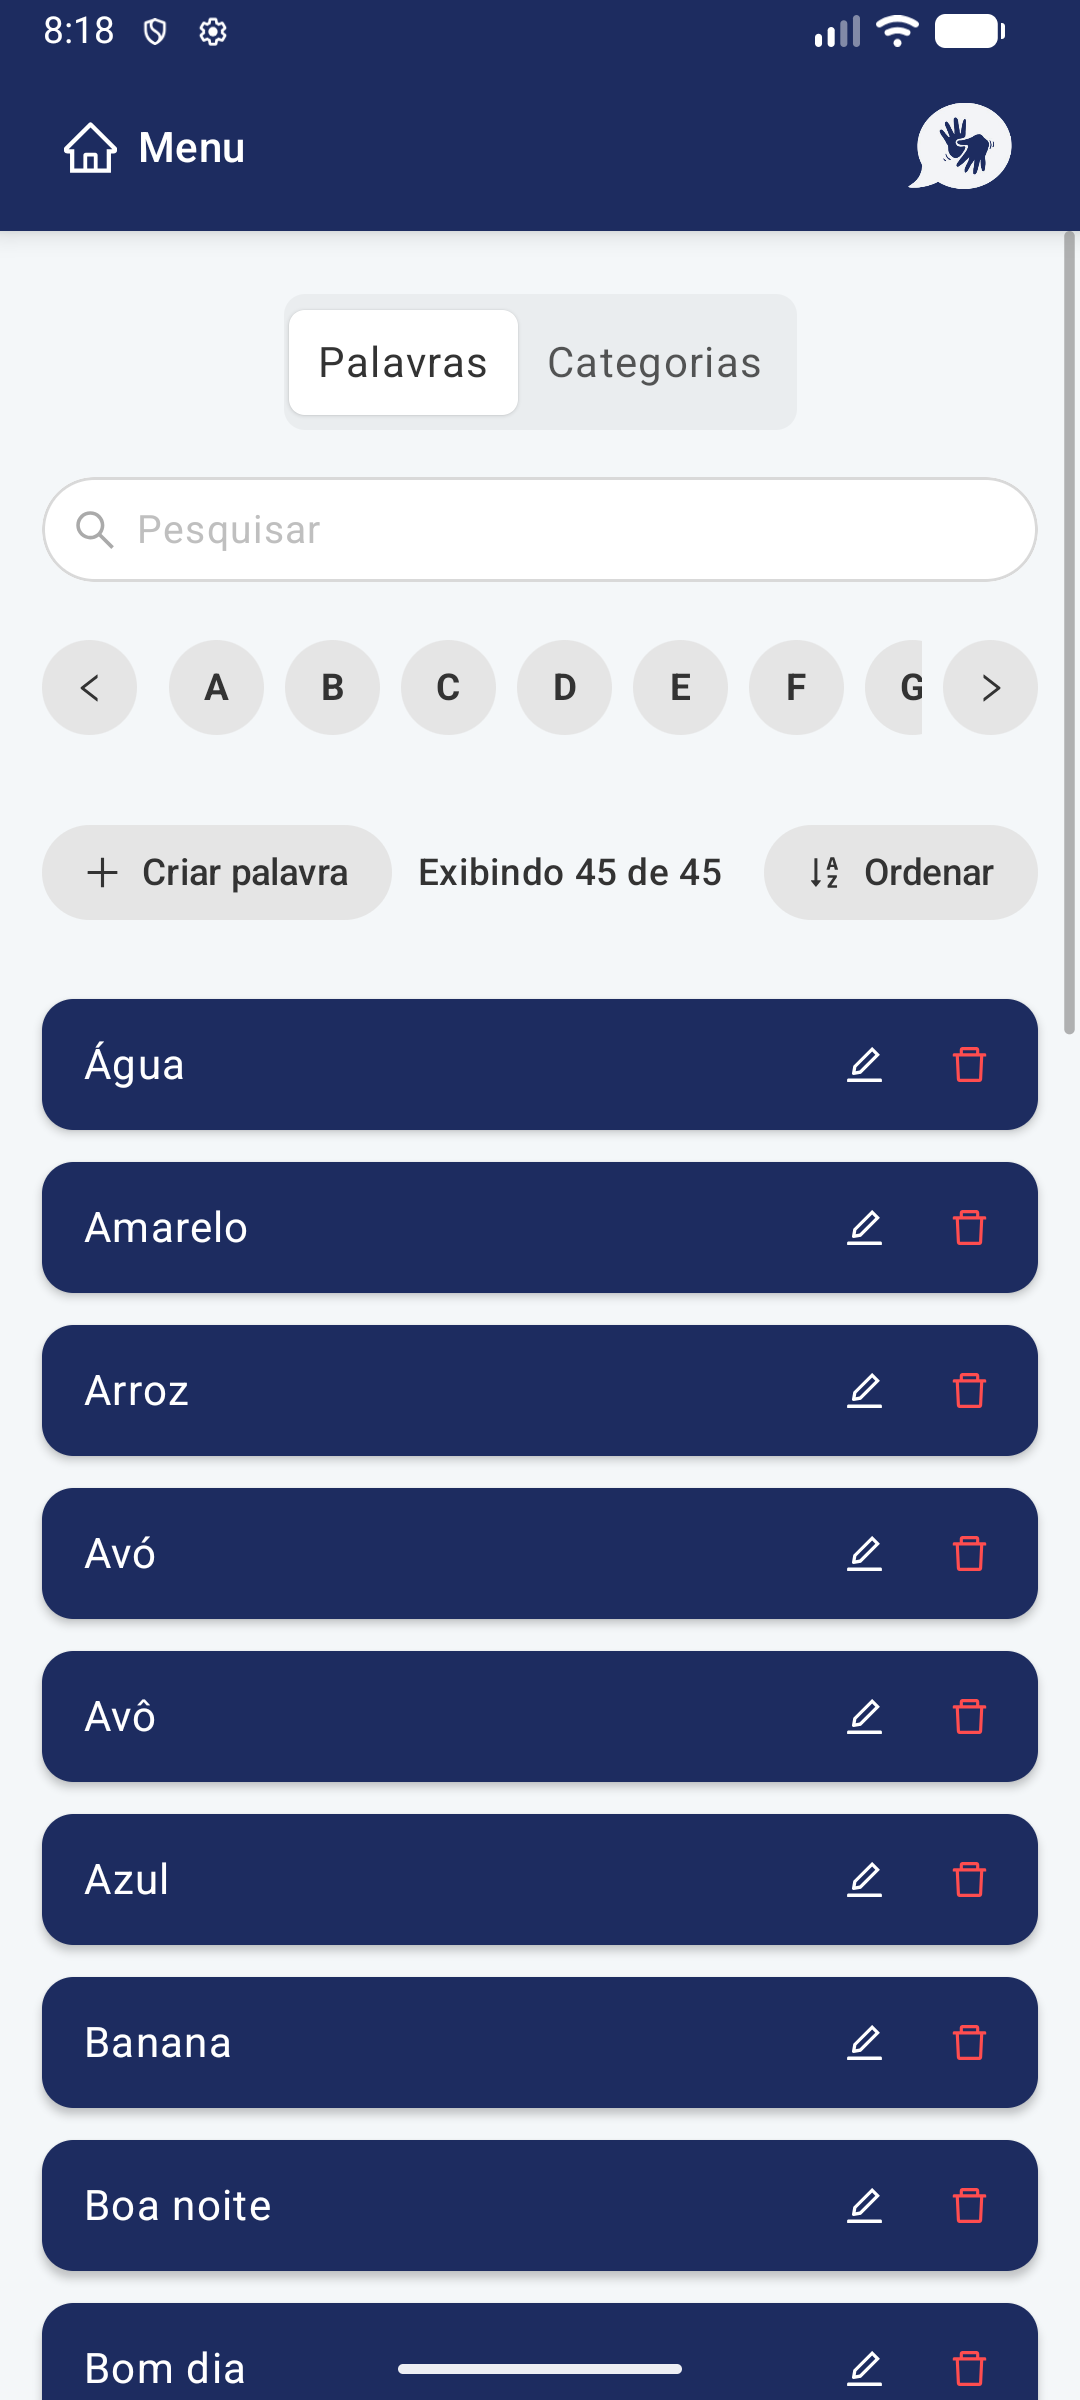 8:18
Menu
Palavras Categorias
Pesquisar
< A B C D E F G >
+ Criar palavra Exibindo 45 de 45 Ordenar
Água
Amarelo
Arroz
Avó
Avô
Azul
Banana
Boa noite
Bom dia